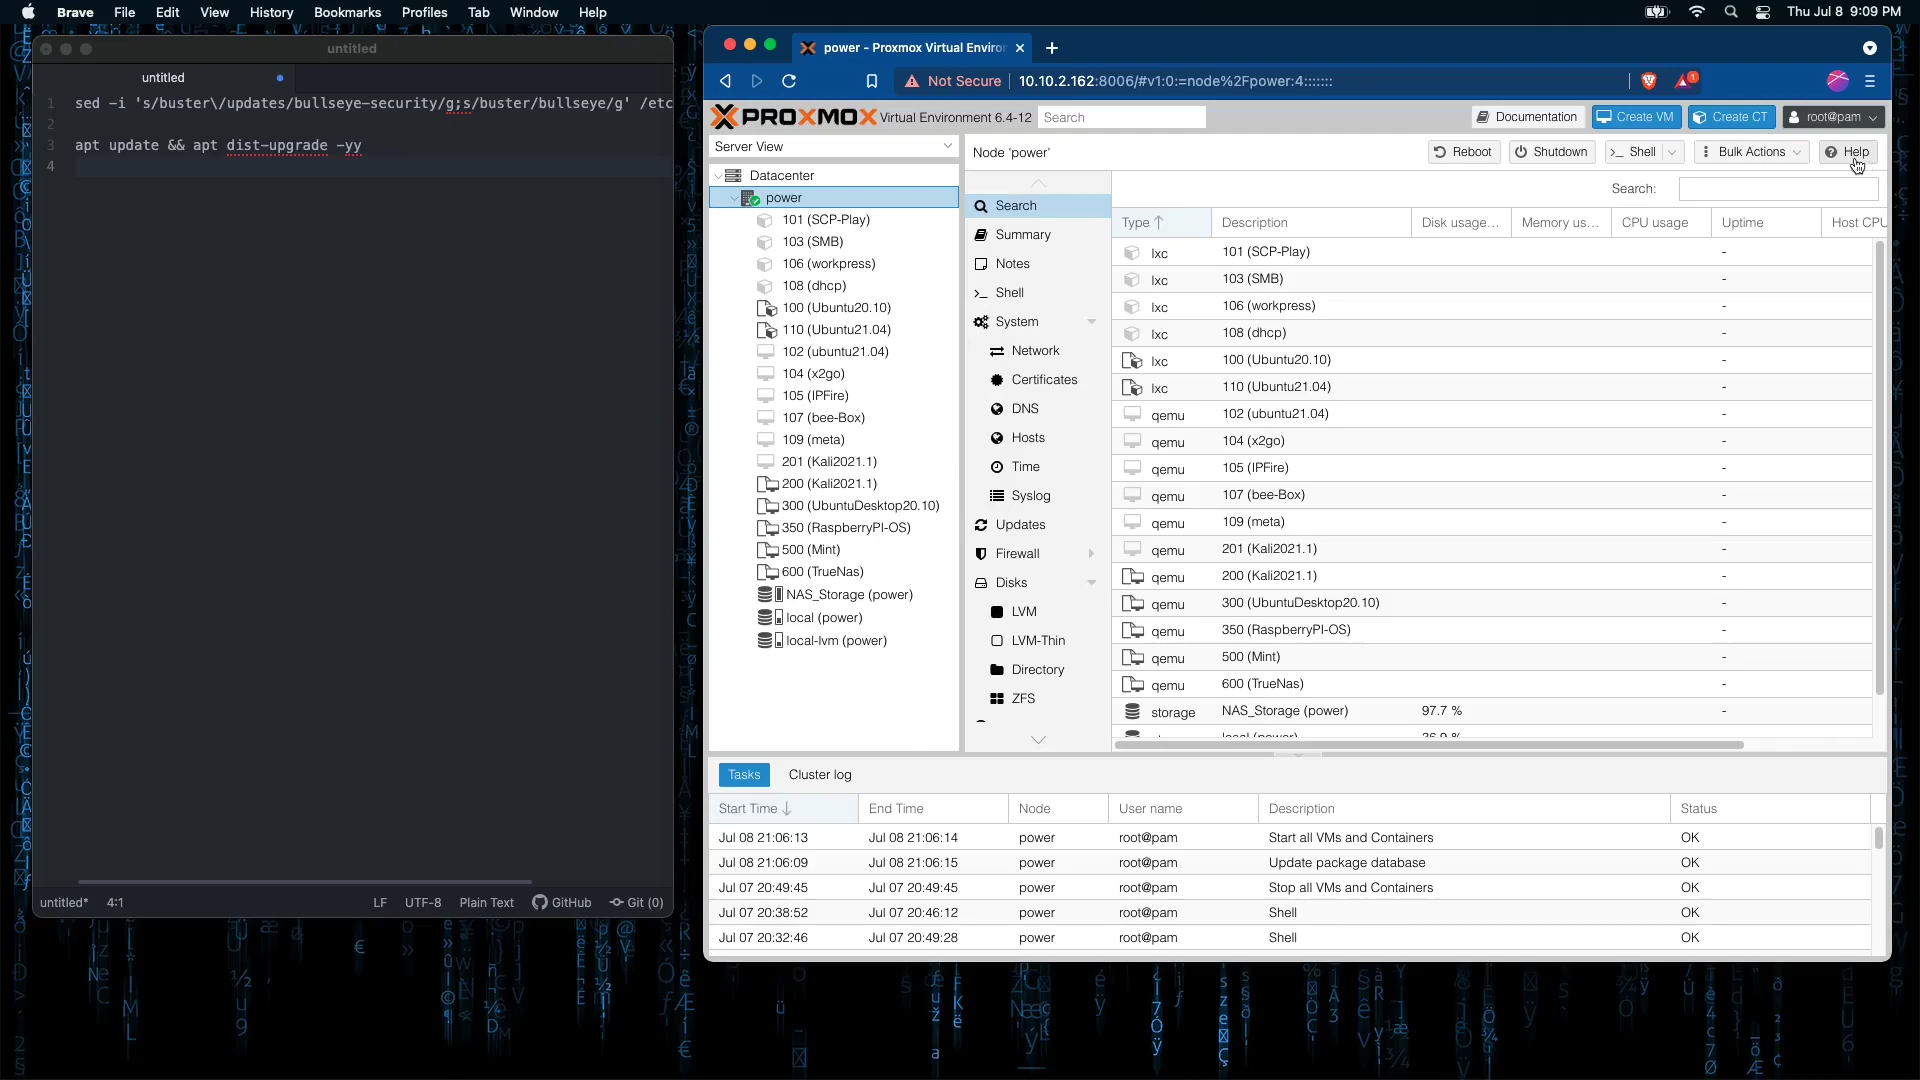 Brave File Edit View History Bookmarks Profiles Tab Window Help Thu Jul 8 9:09 PM
untitled
untitled
1 sed -i 's/buster\/updates/bullseye-security/g;s/buster/bullseye/g' /etc
2
3 apt update && apt dist-upgrade -yy
4
untitled* 4:1 LF UTF-8 Plain Text GitHub Git (0)
power - Proxmox Virtual Enviror
Not Secure 10.10.2.162:8006/#v1:0:=node%2Fpower:4:::::::
1
PROXMOX Virtual Environment 6.4-12 Search Documentation Create VM Create CT root@pam
Server View
Datacenter
power
101 (SCP-Play)
103 (SMB)
106 (workpress)
108 (dhcp)
100 (Ubuntu20.10)
110 (Ubuntu21.04)
102 (ubuntu21.04)
104 (x2go)
105 (IPFire)
107 (bee-Box)
109 (meta)
201 (Kali2021.1)
200 (Kali2021.1)
300 (UbuntuDesktop20.10)
350 (RaspberryPI-OS)
500 (Mint)
600 (TrueNas)
NAS_Storage (power)
local (power)
local-lvm (power)
Node 'power' Reboot Shutdown Shell Bulk Actions Help
Search
Summary
Notes
Shell
System
Network
Certificates
DNS
Hosts
Time
Syslog
Updates
Firewall
Disks
LVM
LVM-Thin
Directory
ZFS
Search:
Type Description Disk usage... Memory us... CPU usage Uptime Host CPU
lxc 101 (SCP-Play) -
lxc 103 (SMB) -
lxc 106 (workpress) -
lxc 108 (dhcp) -
lxc 100 (Ubuntu20.10) -
lxc 110 (Ubuntu21.04) -
qemu 102 (ubuntu21.04) -
qemu 104 (x2go) -
qemu 105 (IPFire) -
qemu 107 (bee-Box) -
qemu 109 (meta) -
qemu 201 (Kali2021.1) -
qemu 200 (Kali2021.1) -
qemu 300 (UbuntuDesktop20.10) -
qemu 350 (RaspberryPI-OS) -
qemu 500 (Mint) -
qemu 600 (TrueNas) -
storage NAS_Storage (power) 97.7 % -
Tasks Cluster log
Start Time End Time Node User name Description Status
Jul 08 21:06:13 Jul 08 21:06:14 power root@pam Start all VMs and Containers OK
Jul 08 21:06:09 Jul 08 21:06:15 power root@pam Update package database OK
Jul 07 20:49:45 Jul 07 20:49:45 power root@pam Stop all VMs and Containers OK
Jul 07 20:38:52 Jul 07 20:46:12 power root@pam Shell OK
Jul 07 20:32:46 Jul 07 20:49:28 power root@pam Shell OK